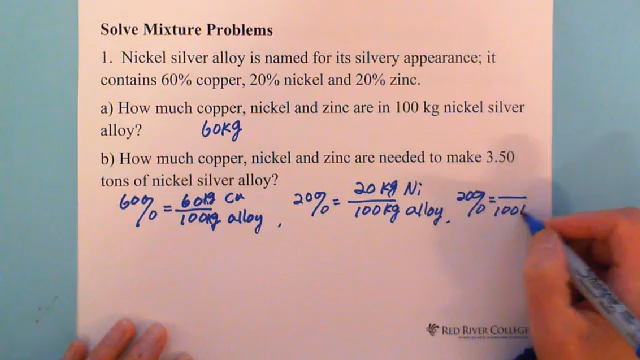 Solve Mixture Problems
1. Nickel silver alloy is named for its silvery appearance; it
contains 60% copper, 20% nickel and 20% zinc.
a) How much copper, nickel and zinc are in 100 kg nickel silver
alloy? 60kg
b) How much copper, nickel and zinc are needed to make 3.50
tons of nickel silver alloy?
60% = 60kg Cu / 100kg alloy , 20% = 20 kg Ni / 100 kg alloy , 20% = / 100
RED RIVER COLLEGE